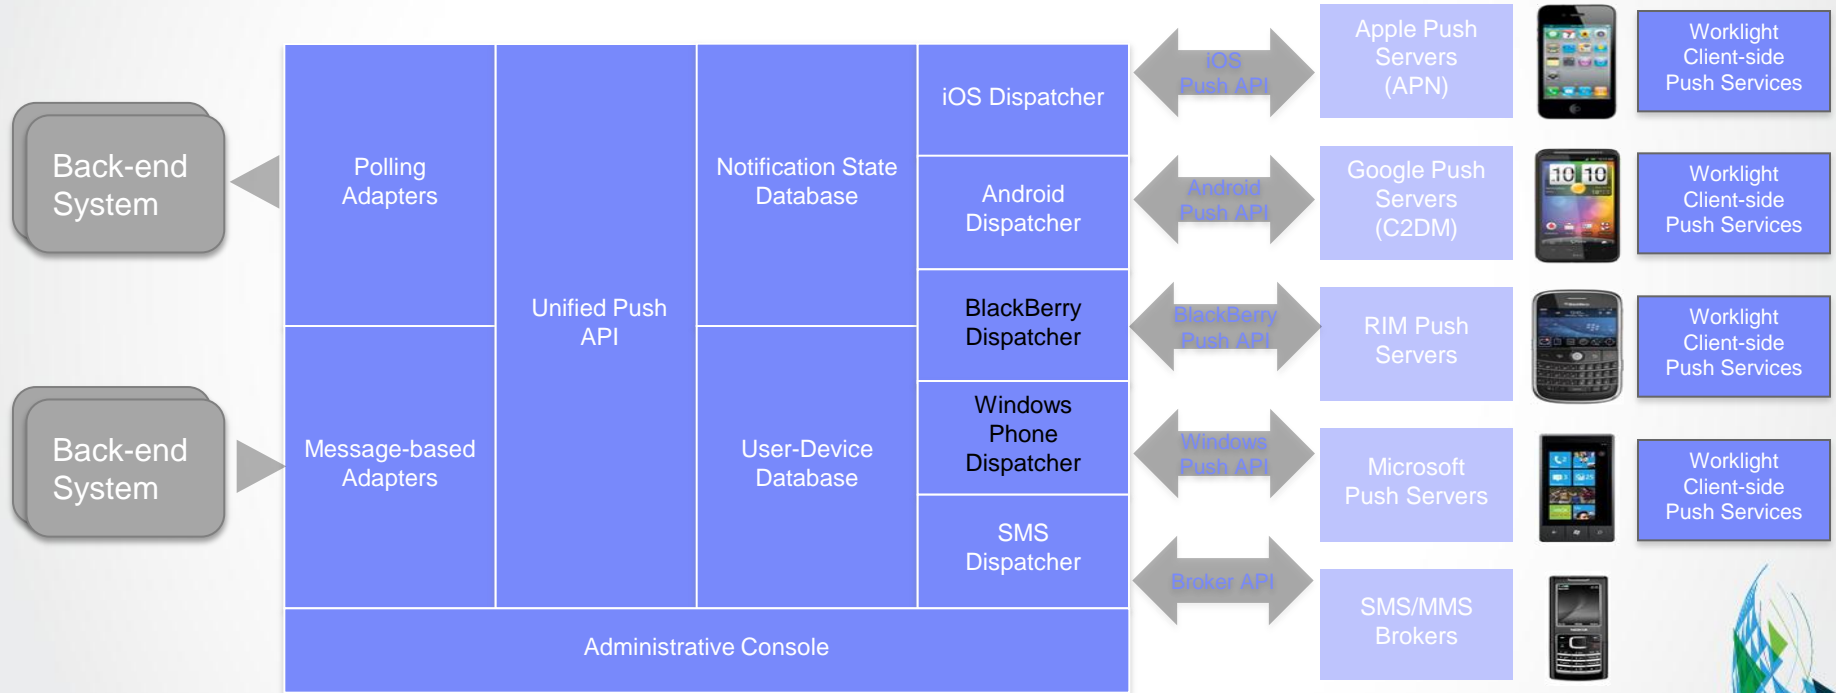 Back-end
System
Back-end
System
Polling
Adapters
Message-based
Adapters
Unified Push
API
Notification State
Database
User-Device
Database
iOS Dispatcher
Android
Dispatcher
BlackBerry
Dispatcher
Windows
Phone
Dispatcher
SMS
Dispatcher
Administrative Console
iOS
Push API
Android
Push API
BlackBerry
Push API
Windows
Push API
Broker API
Apple Push
Servers
(APN)
Google Push
Servers
(C2DM)
RIM Push
Servers
Microsoft
Push Servers
SMS/MMS
Brokers
10 10
Worklight
Client-side
Push Services
Worklight
Client-side
Push Services
Worklight
Client-side
Push Services
Worklight
Client-side
Push Services